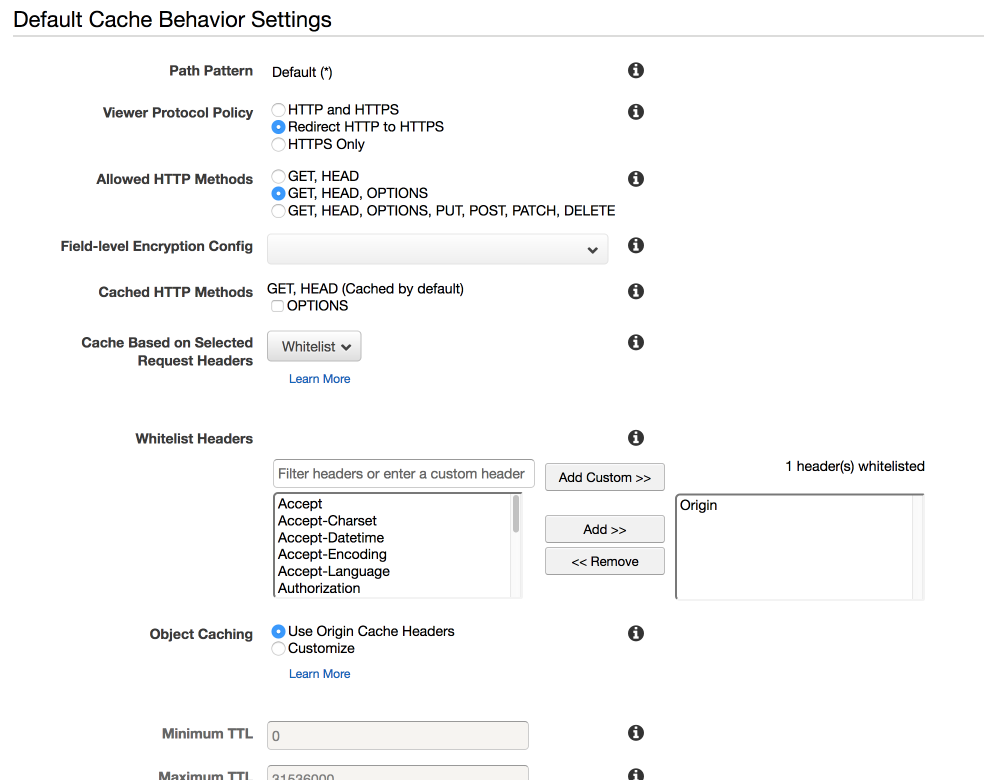 Default Cache Behavior Settings
Path Pattern Default (*)
Viewer Protocol Policy HTTP and HTTPS
Redirect HTTP to HTTPS
HTTPS Only
Allowed HTTP Methods GET, HEAD
GET, HEAD, OPTIONS
GET, HEAD, OPTIONS, PUT, POST, PATCH, DELETE
Field-level Encryption Config
Cached HTTP Methods GET, HEAD (Cached by default)
OPTIONS
Cache Based on Selected
Request Headers
Whitelist
Learn More
Whitelist Headers
Filter headers or enter a custom header
Add Custom >>
1 header(s) whitelisted
Accept
Accept-Charset
Accept-Datetime
Accept-Encoding
Accept-Language
Authorization
Add >>
<< Remove
Origin
Object Caching Use Origin Cache Headers
Customize
Learn More
Minimum TTL 0
Maximum TTL 31536000